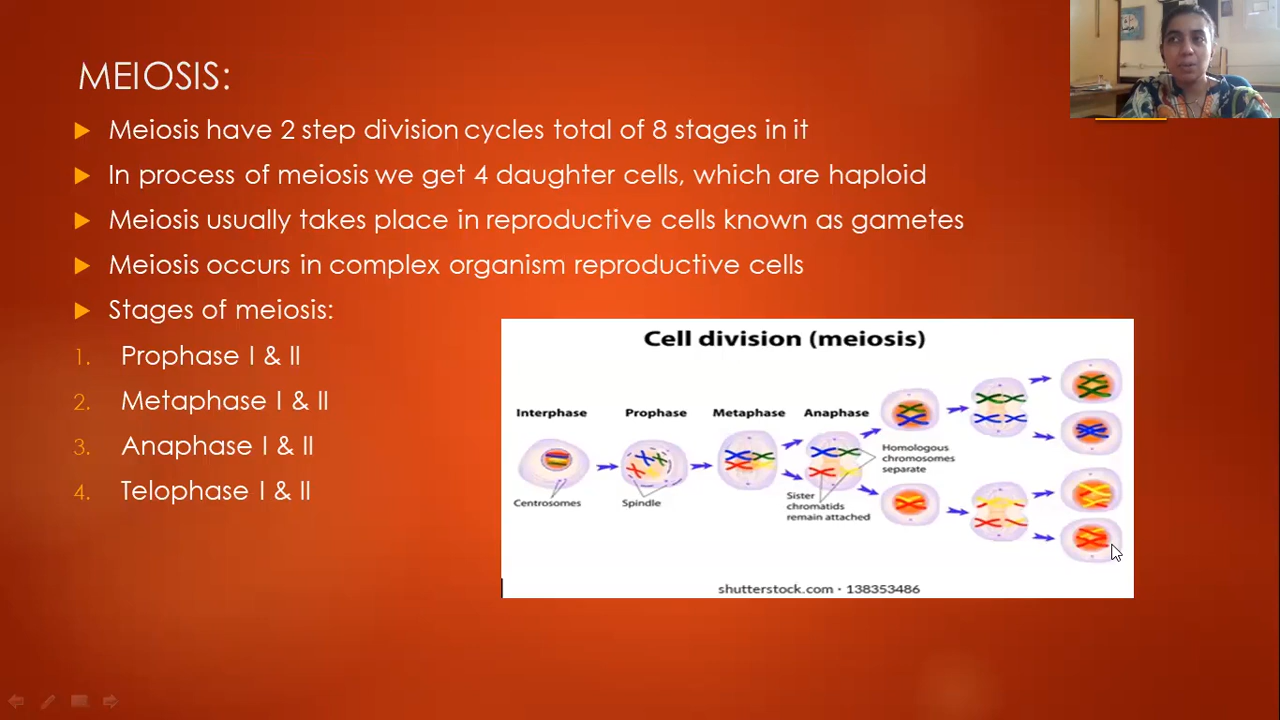 MEIOSIS:
Meiosis have 2 step division cycles total of 8 stages in it
In process of meiosis we get 4 daughter cells, which are haploid
Meiosis usually takes place in reproductive cells known as gametes
Meiosis occurs in complex organism reproductive cells
Stages of meiosis:
1. Prophase I & II
2. Metaphase I & II
3. Anaphase I & II
4. Telophase I & II
Cell division (meiosis)
Interphase
Prophase
Metaphase
Anaphase
Centrosomes
Spindle
Homologous
chromosomes
separate
Sister
chromatids
remain attached
shutterstock.com · 138353486